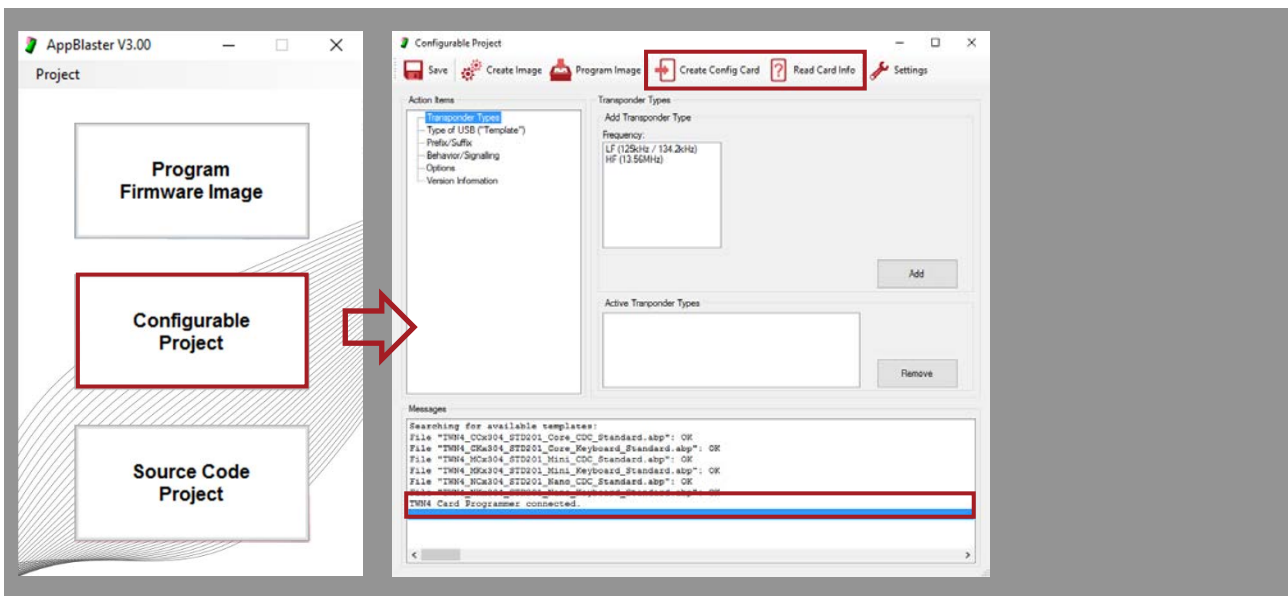 AppBlaster V3.00
Project
Program
Firmware Image
Configurable
Project
Source Code
Project
Configurable Project
Save Create Image Program Image Create Config Card Read Card Info Settings
Action Items
Transponder Types
Type of USB ("Template")
Prefix/Suffix
Behavior/Signalling
Options
Version Information
Transponder Types
Add Transponder Type
Frequency:
LF (125kHz / 134.2kHz)
HF (13.56MHz)
Add
Active Tranponder Types
Remove
Messages
Searching for available templates:
File "TWN4_CCx304_STD201_Core_CDC_Standard.abp": OK
File "TWN4_CKx304_STD201_Core_Keyboard_Standard.abp": OK
File "TWN4_MCx304_STD201_Mini_CDC_Standard.abp": OK
File "TWN4_MKx304_STD201_Mini_Keyboard_Standard.abp": OK
File "TWN4_NCx304_STD201_Nano_CDC_Standard.abp": OK
File "TWN4_NKx304_STD201_Nano_Keyboard_Standard.abp": OK
TWN4 Card Programmer connected.